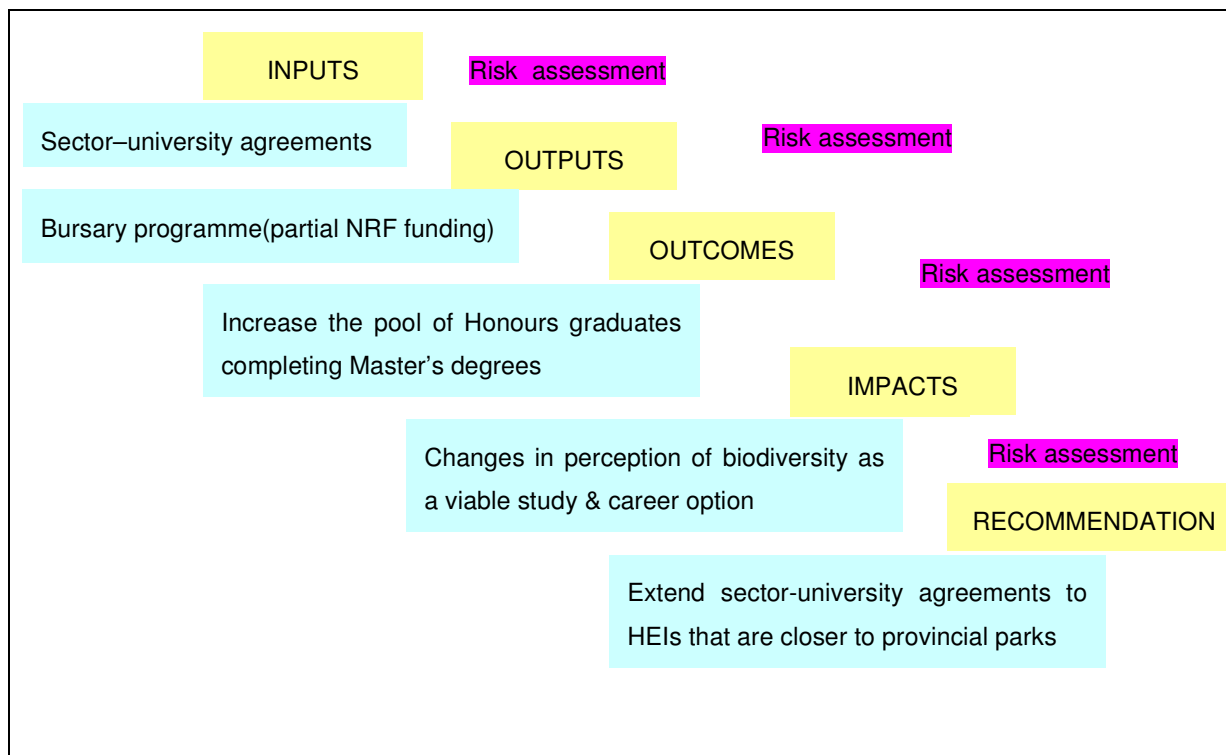 INPUTS
Risk assessment
Sector–university agreements
Risk assessment
OUTPUTS
Bursary programme(partial NRF funding)
OUTCOMES
Risk assessment
Increase the pool of Honours graduates
completing Master’s degrees
IMPACTS
Changes in perception of biodiversity as
a viable study & career option
Risk assessment
RECOMMENDATION
Extend sector-university agreements to
HEIs that are closer to provincial parks